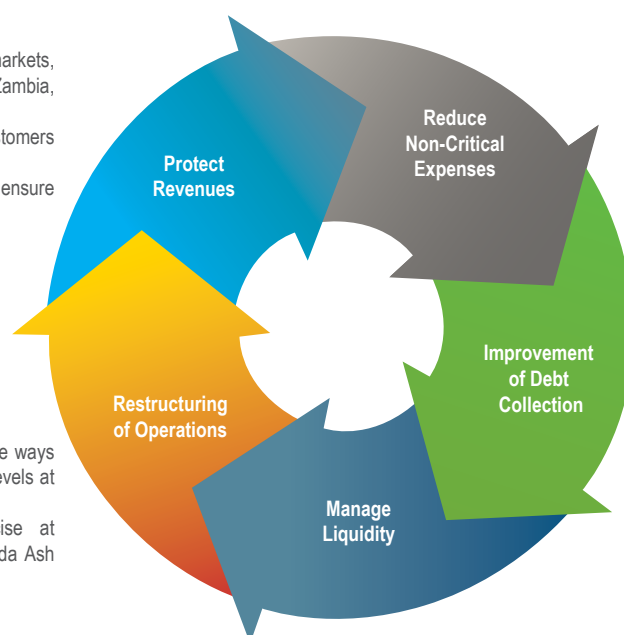 arkets,
Zambia,
stomers
ensure
e ways
evels at
ise at
da Ash
Protect
Revenues
Reduce
Non-Critical
Expenses
Improvement
of Debt
Collection
Manage
Liquidity
Restructuring
of Operations